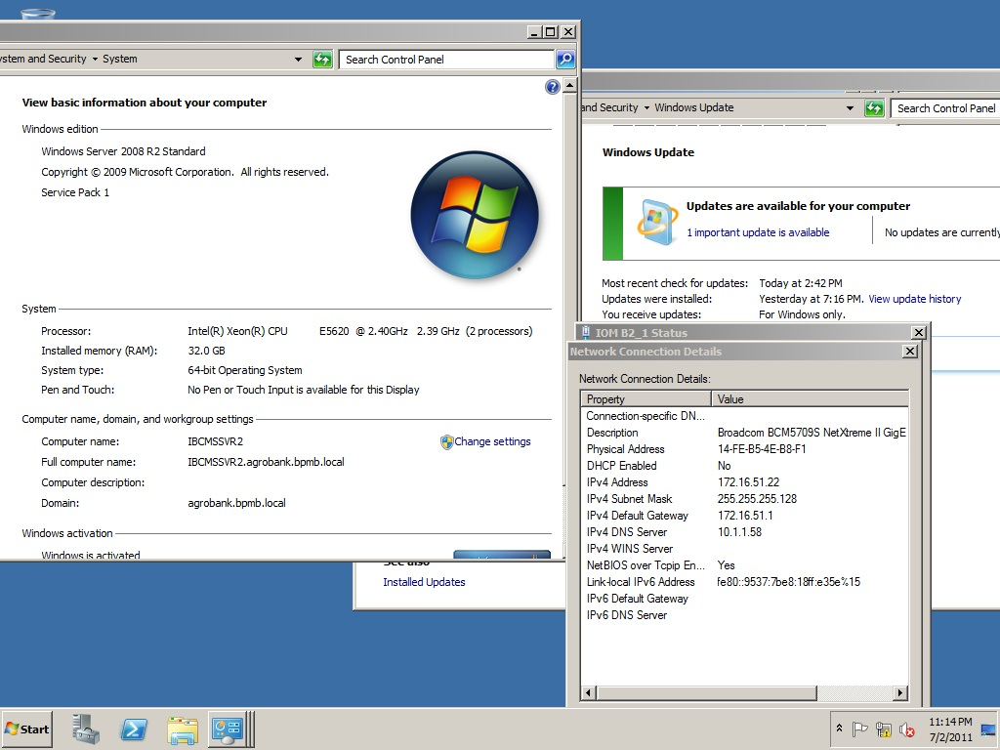 ystem and Security ▾ System
Search Control Panel
View basic information about your computer
Windows edition
Windows Server 2008 R2 Standard
Copyright © 2009 Microsoft Corporation. All rights reserved.
Service Pack 1
System
Processor: Intel(R) Xeon(R) CPU E5620 @ 2.40GHz 2.39 GHz (2 processors)
Installed memory (RAM): 32.0 GB
System type: 64-bit Operating System
Pen and Touch: No Pen or Touch Input is available for this Display
Computer name, domain, and workgroup settings
Computer name: IBCMSSVR2
Change settings
Full computer name: IBCMSSVR2.agrobank.bpmb.local
Computer description:
Domain: agrobank.bpmb.local
Windows activation
Windows is activated
See also
Installed Updates
and Security ▾ Windows Update
Search Control Panel
Windows Update
Updates are available for your computer
1 important update is available
No updates are currently
Most recent check for updates: Today at 2:42 PM
Updates were installed: Yesterday at 7:16 PM. View update history
You receive updates: For Windows only.
IOM B2_1 Status
Network Connection Details
Network Connection Details:
Property Value
Connection-specific DN...
Description Broadcom BCM5709S NetXtreme II GigE
Physical Address 14-FE-B5-4E-B8-F1
DHCP Enabled No
IPv4 Address 172.16.51.22
IPv4 Subnet Mask 255.255.255.128
IPv4 Default Gateway 172.16.51.1
IPv4 DNS Server 10.1.1.58
IPv4 WINS Server
NetBIOS over Tcpip En... Yes
Link-local IPv6 Address fe80::9537:7be8:18ff:e35e%15
IPv6 Default Gateway
IPv6 DNS Server
Start
11:14 PM
7/2/2011